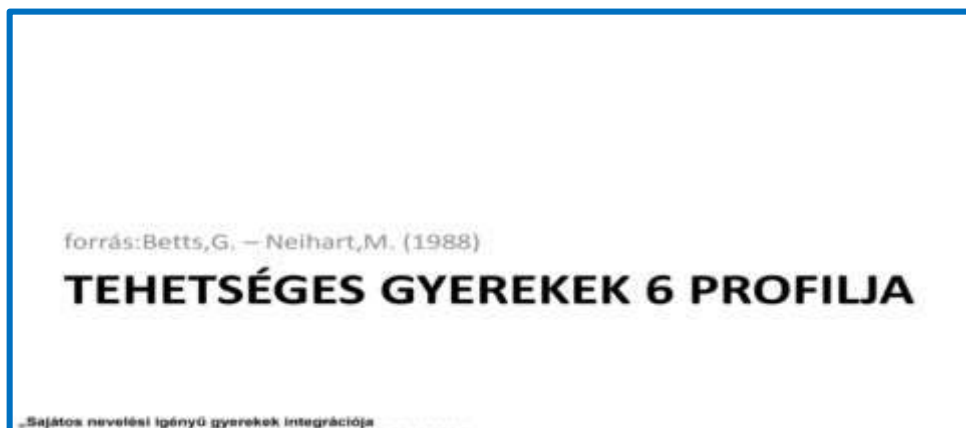 forrás:Betts,G. – Neihart,M. (1988)
TEHETSÉGES GYEREKEK 6 PROFILJA
„Sajátos nevelési igényű gyerekek integrációja